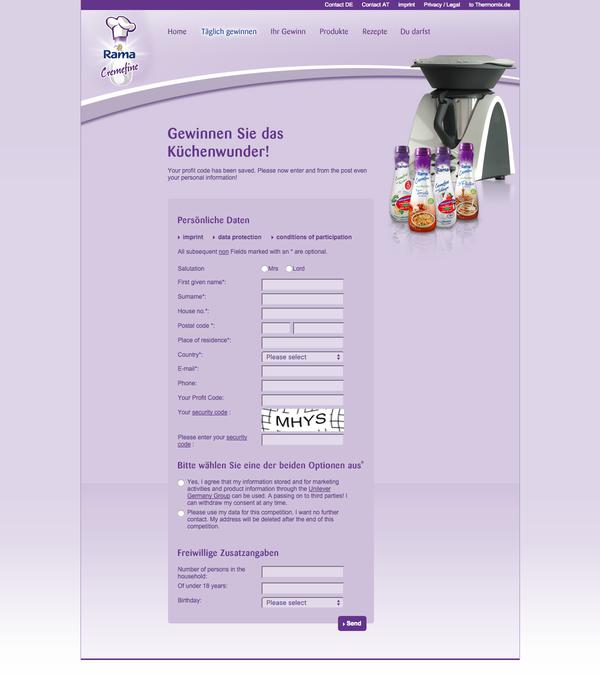 Contact DE Contact AT Imprint Privacy / Legal to Thermomix.de
Home Täglich gewinnen Ihr Gewinn Produkte Rezepte Du darfst
Rama
Cremefine
Gewinnen Sie das
Küchenwunder!
Your profit code has been saved. Please now enter and from the post even
your personal information!
Persönliche Daten
imprint data protection conditions of participation
All subsequent non Fields marked with an * are optional.
Salutation Mrs Lord
First given name*:
Surname*:
House no.*:
Postal code *:
Place of residence*:
Country*: Please select
E-mail*:
Phone:
Your Profit Code:
Your security code : MHYS
Please enter your security
code :
Bitte wählen Sie eine der beiden Optionen aus*
Yes, I agree that my information stored and for marketing
activities and product information through the Unilever
Germany Group can be used. A passing on to third parties! I
can withdraw my consent at any time.
Please use my data for this competition. I want no further
contact. My address will be deleted after the end of this
competition.
Freiwillige Zusatzangaben
Number of persons in the
household:
Of under 18 years:
Birthday: Please select
Send